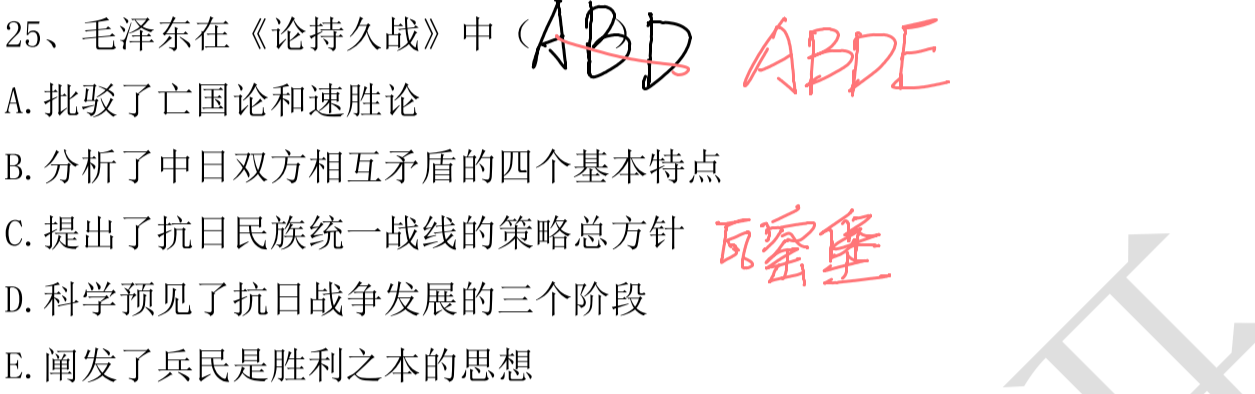 25、毛泽东在《论持久战》中（ABD） ABDE
A.批驳了亡国论和速胜论
B.分析了中日双方相互矛盾的四个基本特点
C.提出了抗日民族统一战线的策略总方针 瓦窑堡
D.科学预见了抗日战争发展的三个阶段
E.阐发了兵民是胜利之本的思想